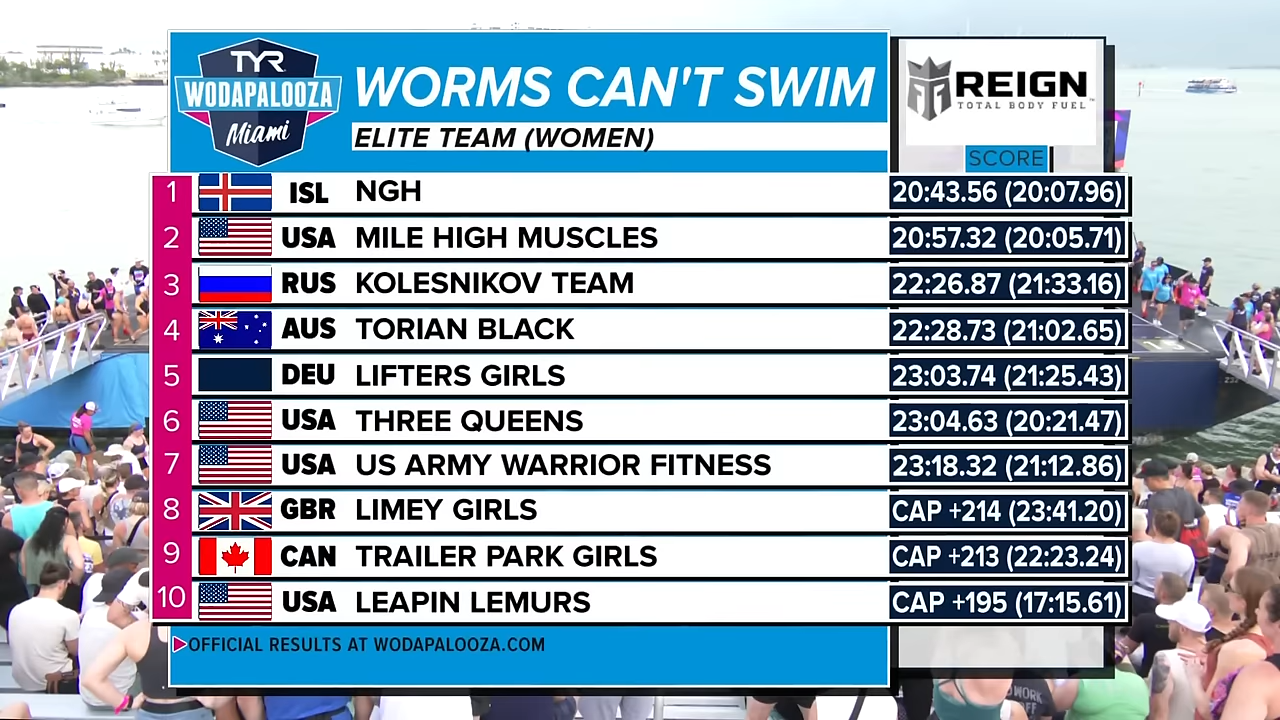 TYR
WODAPALOOZA
Miami
WORMS CAN'T SWIM
ELITE TEAM (WOMEN)
REIGN
TOTAL BODY FUEL
SCORE
1 ISL NGH 20:43.56 (20:07.96)
2 USA MILE HIGH MUSCLES 20:57.32 (20:05.71)
3 RUS KOLESNIKOV TEAM 22:26.87 (21:33.16)
4 AUS TORIAN BLACK 22:28.73 (21:02.65)
5 DEU LIFTERS GIRLS 23:03.74 (21:25.43)
6 USA THREE QUEENS 23:04.63 (20:21.47)
7 USA US ARMY WARRIOR FITNESS 23:18.32 (21:12.86)
8 GBR LIMEY GIRLS CAP +214 (23:41.20)
9 CAN TRAILER PARK GIRLS CAP +213 (22:23.24)
10 USA LEAPIN LEMURS CAP +195 (17:15.61)
OFFICIAL RESULTS AT WODAPALOOZA.COM